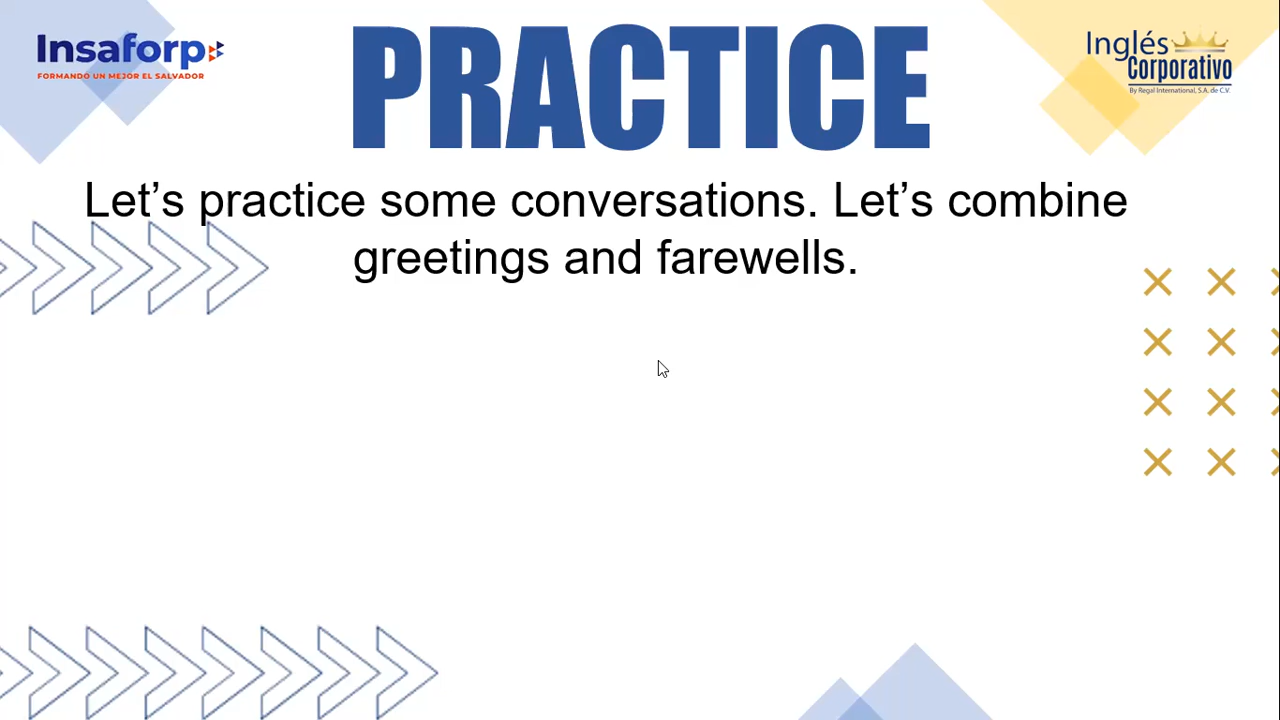 Insaforp
FORMANDO UN MEJOR EL SALVADOR
PRACTICE
Inglés
Corporativo
By Regal International, S.A. de C.V.
Let’s practice some conversations. Let’s combine
greetings and farewells.